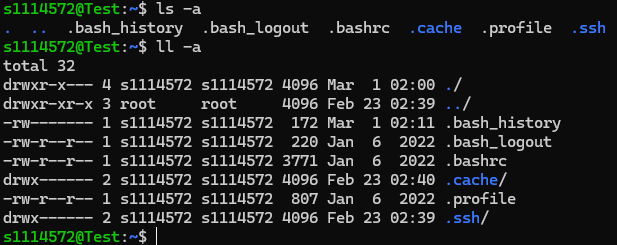 s1114572@Test:~$ ls -a
.  ..  .bash_history  .bash_logout  .bashrc  .cache  .profile  .ssh
s1114572@Test:~$ ll -a
total 32
drwxr-x--- 4 s1114572 s1114572 4096 Mar  1 02:00 ./
drwxr-xr-x 3 root     root     4096 Feb 23 02:39 ../
-rw------- 1 s1114572 s1114572  172 Mar  1 02:11 .bash_history
-rw-r--r-- 1 s1114572 s1114572  220 Jan  6  2022 .bash_logout
-rw-r--r-- 1 s1114572 s1114572 3771 Jan  6  2022 .bashrc
drwx------ 2 s1114572 s1114572 4096 Feb 23 02:40 .cache/
-rw-r--r-- 1 s1114572 s1114572  807 Jan  6  2022 .profile
drwx------ 2 s1114572 s1114572 4096 Feb 23 02:39 .ssh/
s1114572@Test:~$